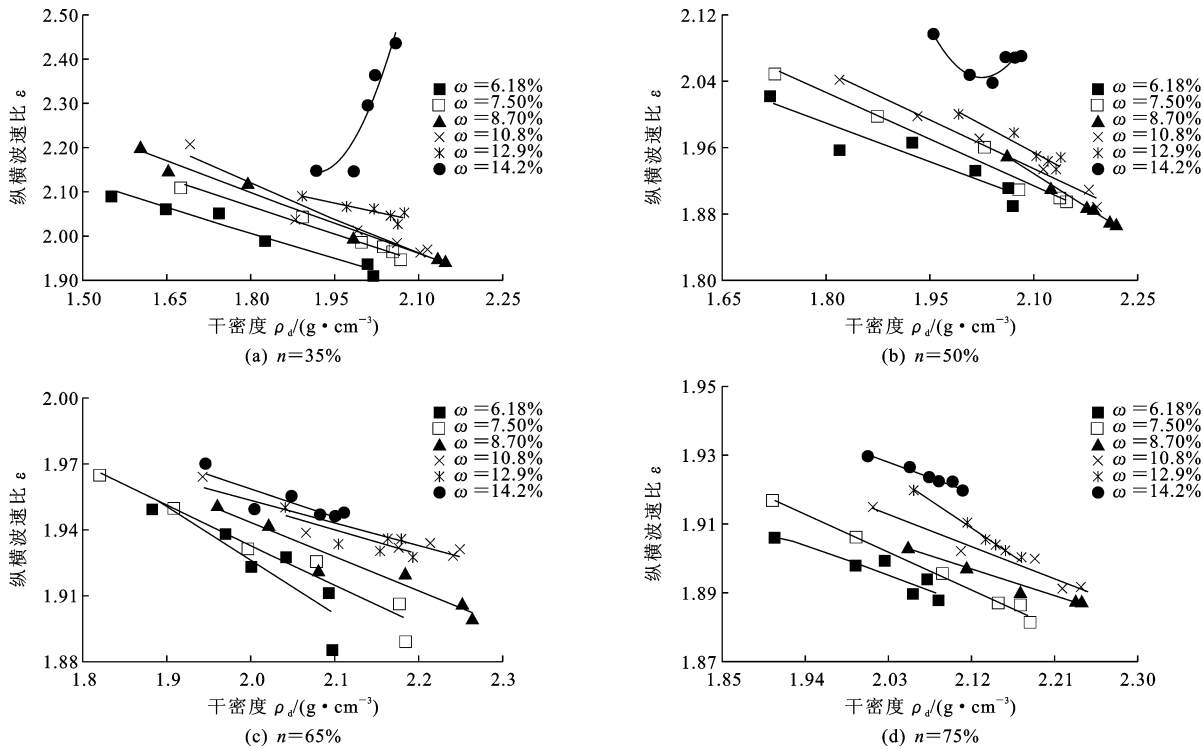 2.50
2.40
2.30
2.20
2.10
2.00
1.90
纵横波速比 ε
ω=6.18%
ω=7.50%
ω=8.70%
ω=10.8%
ω=12.9%
ω=14.2%
1.50 1.65 1.80 1.95 2.10 2.25
干密度 ρd/(g·cm⁻³)
(a) n=35%
2.12
2.04
1.96
1.88
1.80
纵横波速比 ε
ω=6.18%
ω=7.50%
ω=8.70%
ω=10.8%
ω=12.9%
ω=14.2%
1.65 1.80 1.95 2.10 2.25
干密度 ρd/(g·cm⁻³)
(b) n=50%
2.00
1.97
1.94
1.91
1.88
纵横波速比 ε
ω=6.18%
ω=7.50%
ω=8.70%
ω=10.8%
ω=12.9%
ω=14.2%
1.8 1.9 2.0 2.1 2.2 2.3
干密度 ρd/(g·cm⁻³)
(c) n=65%
1.95
1.93
1.91
1.89
1.87
纵横波速比 ε
ω=6.18%
ω=7.50%
ω=8.70%
ω=10.8%
ω=12.9%
ω=14.2%
1.85 1.94 2.03 2.12 2.21 2.30
干密度 ρd/(g·cm⁻³)
(d) n=75%